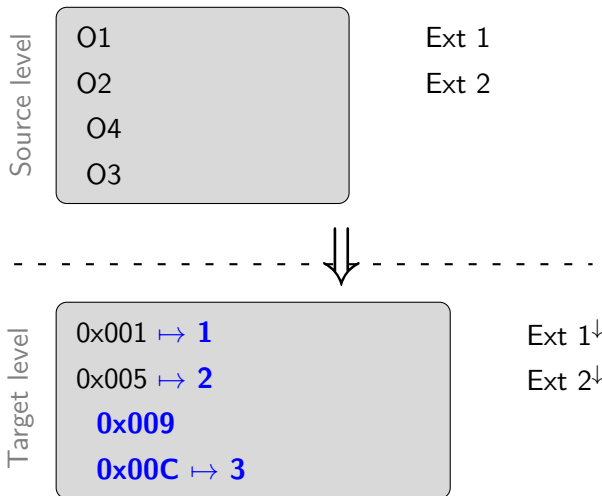 Source level
O1 Ext 1
O2 Ext 2
O4
O3
Target level
0x001 ↦ 1 Ext 1↓
0x005 ↦ 2 Ext 2↓
0x009
0x00C ↦ 3